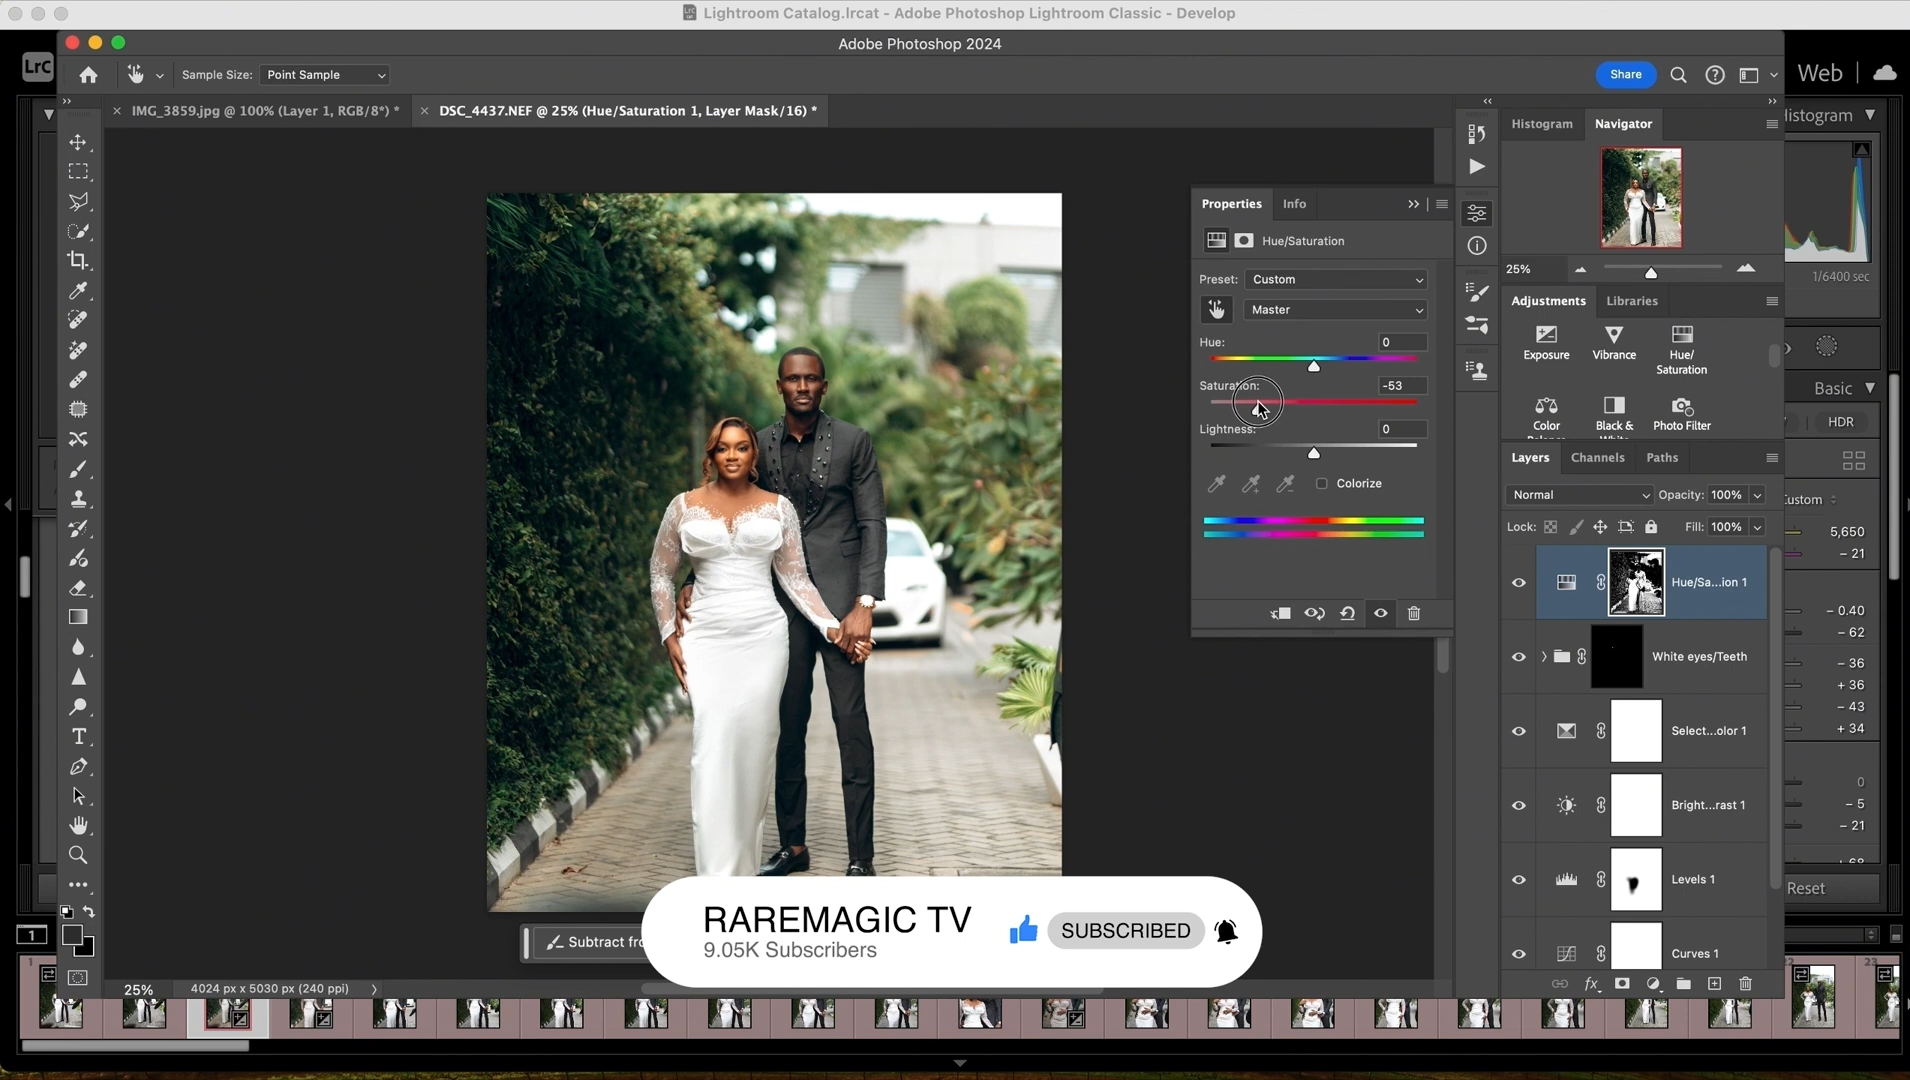 Lightroom Catalog.lrcat - Adobe Photoshop Lightroom Classic - Develop
Adobe Photoshop 2024
LrC
Sample Size: Point Sample
Share
Web
IMG_3859.jpg @ 100% (Layer 1, RGB/8*) *
DSC_4437.NEF @ 25% (Hue/Saturation 1, Layer Mask/16) *
Histogram
Navigator
istogram
Properties
Info
Hue/Saturation
Preset: Custom
Master
Hue: 0
Saturation: -53
Lightness: 0
Colorize
25%
1/6400 sec
Adjustments
Libraries
Exposure
Vibrance
Hue/
Saturation
Color
Black &
Photo Filter
Basic
HDR
Layers
Channels
Paths
Normal
Opacity: 100%
Lock:
Fill: 100%
ustom
5,650
- 21
Hue/Sa...ion 1
- 0.40
- 62
White eyes/Teeth
- 36
+ 36
- 43
+ 34
Select...olor 1
Bright...rast 1
0
- 5
- 21
Levels 1
Reset
Curves 1
RAREMAGIC TV
9.05K Subscribers
SUBSCRIBED
Subtract fro
25%
4024 px x 5030 px (240 ppi)
1
1
23